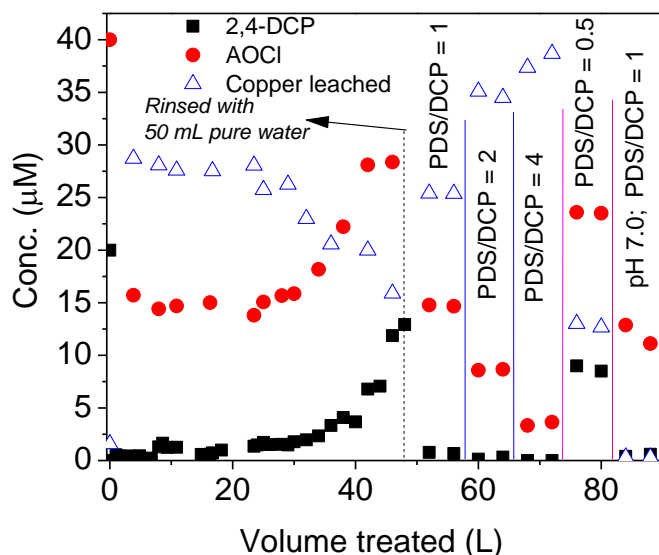 2,4-DCP
AOCl
Copper leached
Rinsed with
50 mL pure water
PDS/DCP = 1
PDS/DCP = 2
PDS/DCP = 4
PDS/DCP = 0.5
pH 7.0; PDS/DCP = 1
Conc. (μM)
40
35
30
25
20
15
10
5
0
0
20
40
60
80
Volume treated (L)